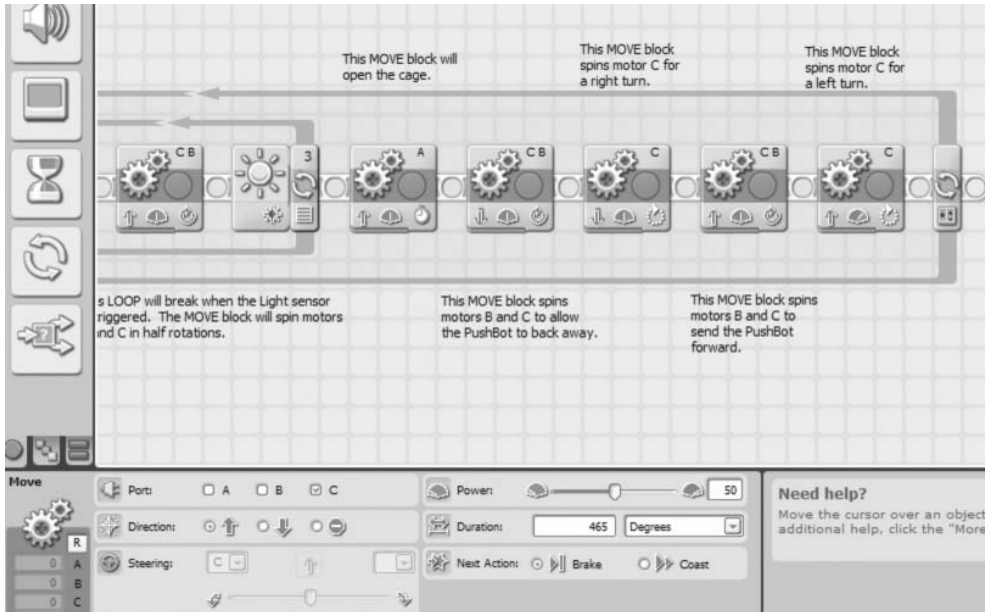 This MOVE block will
open the cage.
This MOVE block
spins motor C for
a right turn.
This MOVE block
spins motor C for
a left turn.
C B
3
A
C B
C
C B
C
s LOOP will break when the Light sensor
riggered. The MOVE block will spin motors
nd C in half rotations.
This MOVE block spins
motors B and C to allow
the PushBot to back away.
This MOVE block spins
motors B and C to
send the PushBot
forward.
Move
R
0 A
0 B
0 C
Port: A B C
Direction:
Steering: C
Power: 50
Duration: 465 Degrees
Next Action: Brake Coast
Need help?
Move the cursor over an object
additional help, click the "More